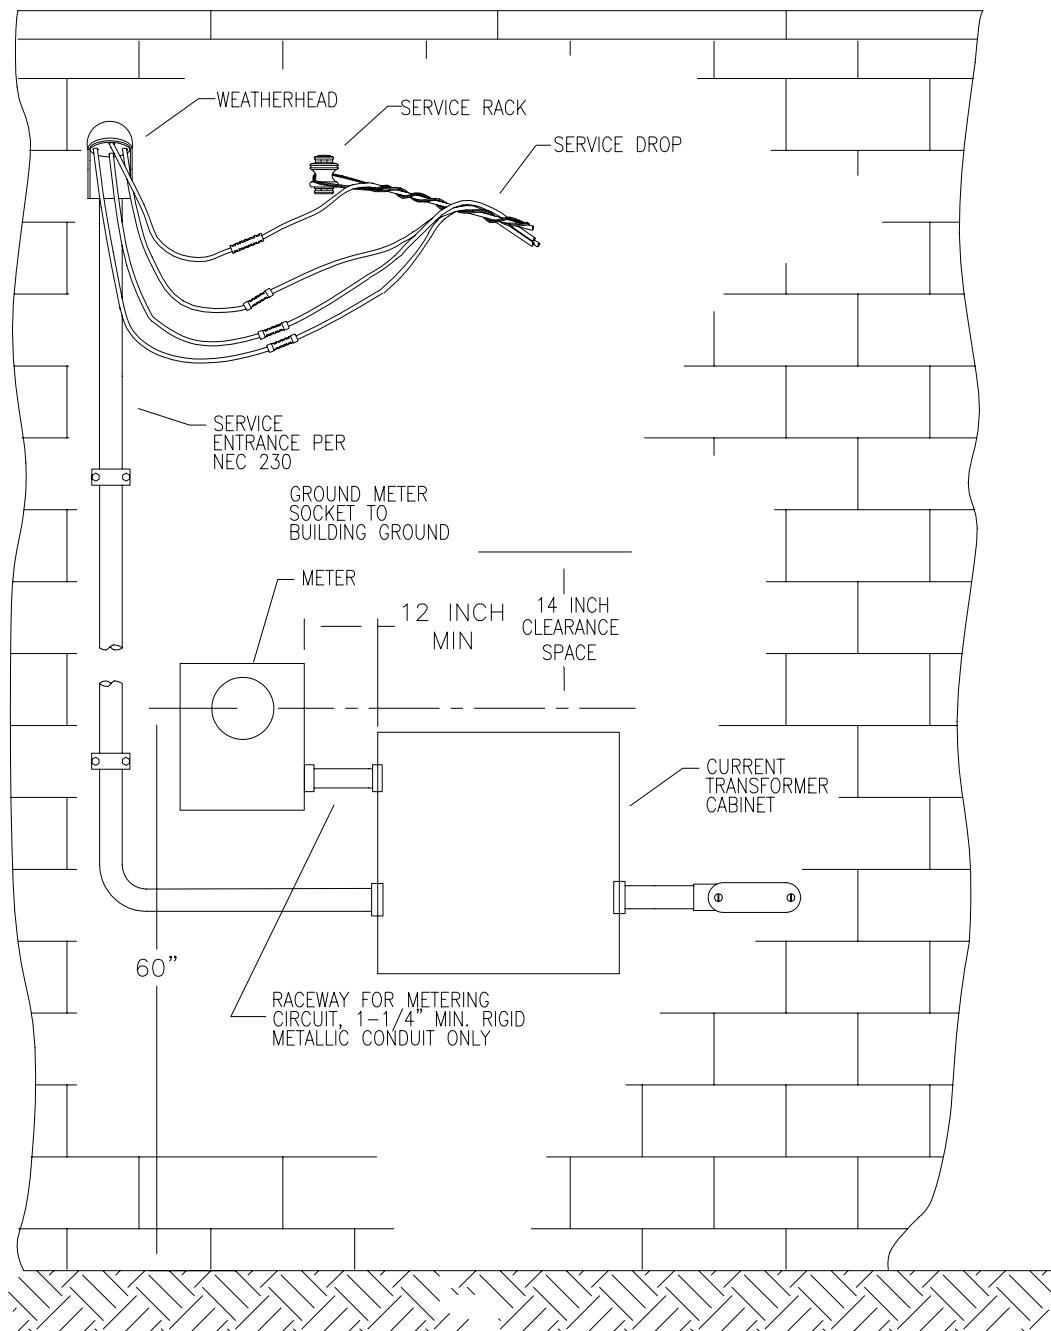 WEATHERHEAD
SERVICE RACK
SERVICE DROP
SERVICE
ENTRANCE PER
NEC 230
GROUND METER
SOCKET TO
BUILDING GROUND
METER
12 INCH
MIN
14 INCH
CLEARANCE
SPACE
CURRENT
TRANSFORMER
CABINET
60”
RACEWAY FOR METERING
CIRCUIT, 1-1/4” MIN. RIGID
METALLIC CONDUIT ONLY